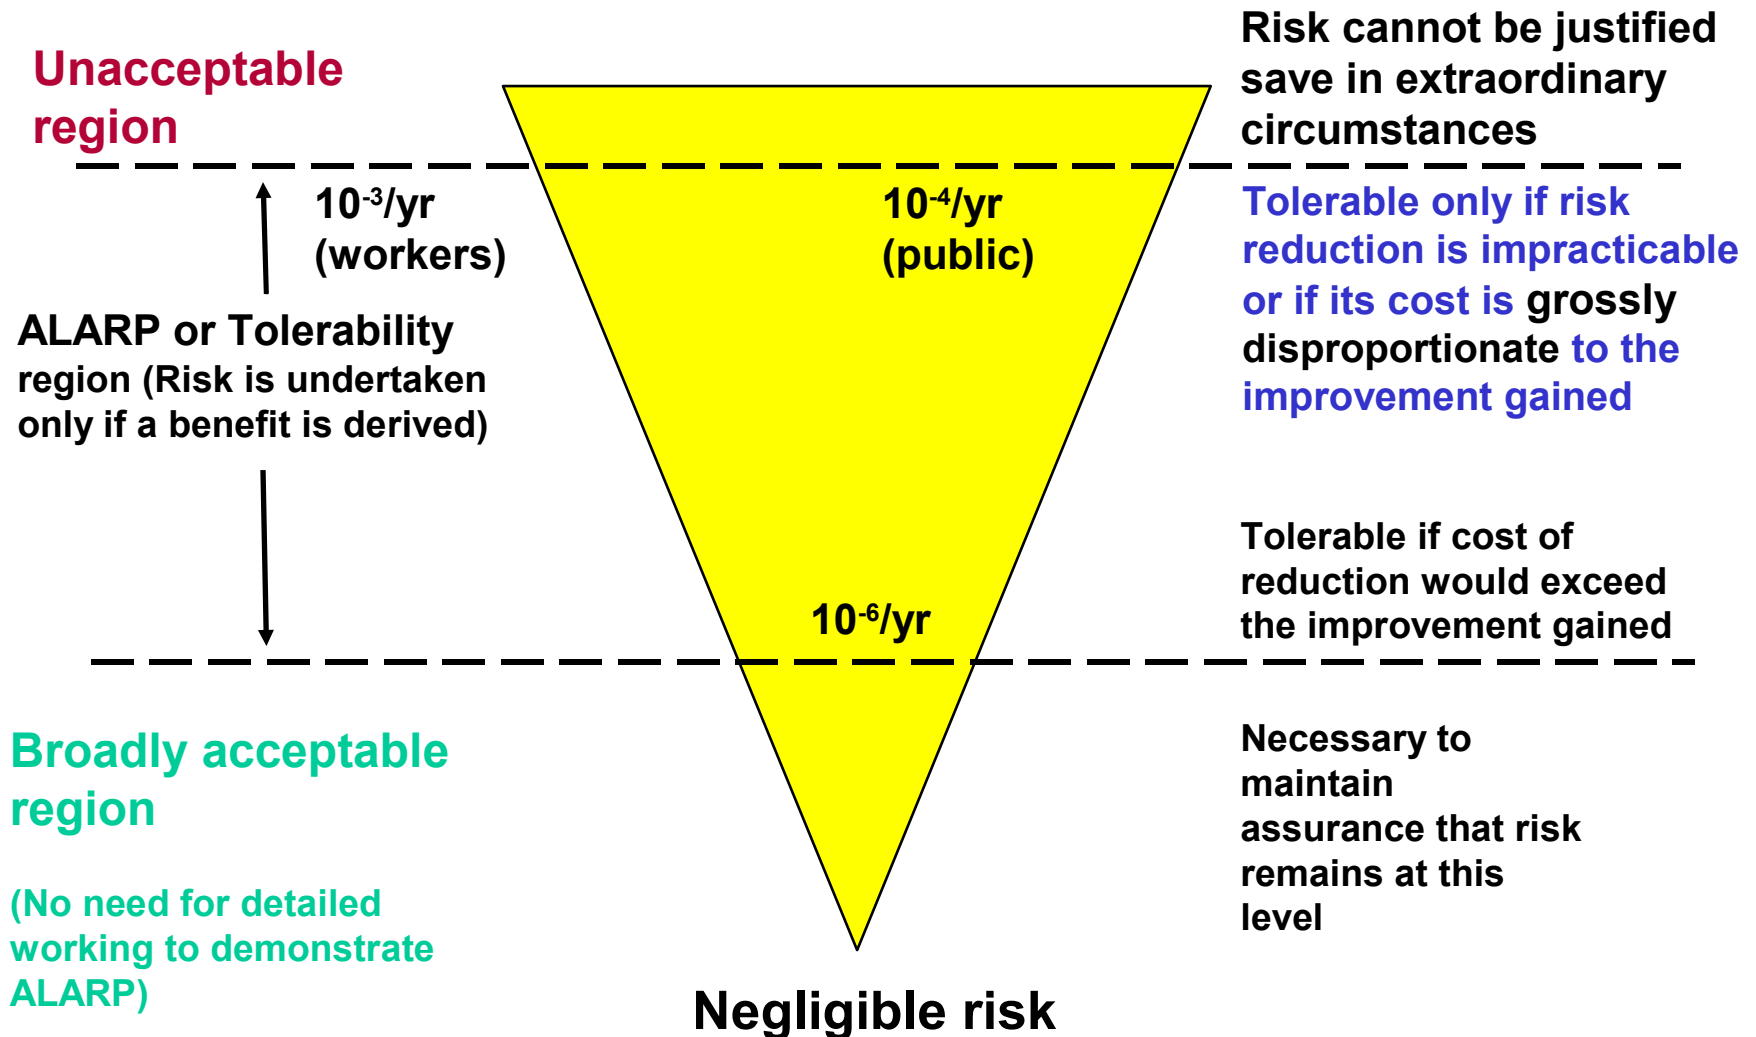 Unacceptable
region
Risk cannot be justified
save in extraordinary
circumstances
10⁻³/yr
(workers)
10⁻⁴/yr
(public)
Tolerable only if risk
reduction is impracticable
or if its cost is grossly
disproportionate to the
improvement gained
ALARP or Tolerability
region (Risk is undertaken
only if a benefit is derived)
Tolerable if cost of
reduction would exceed
the improvement gained
10⁻⁶/yr
Broadly acceptable
region
(No need for detailed
working to demonstrate
ALARP)
Necessary to
maintain
assurance that risk
remains at this
level
Negligible risk